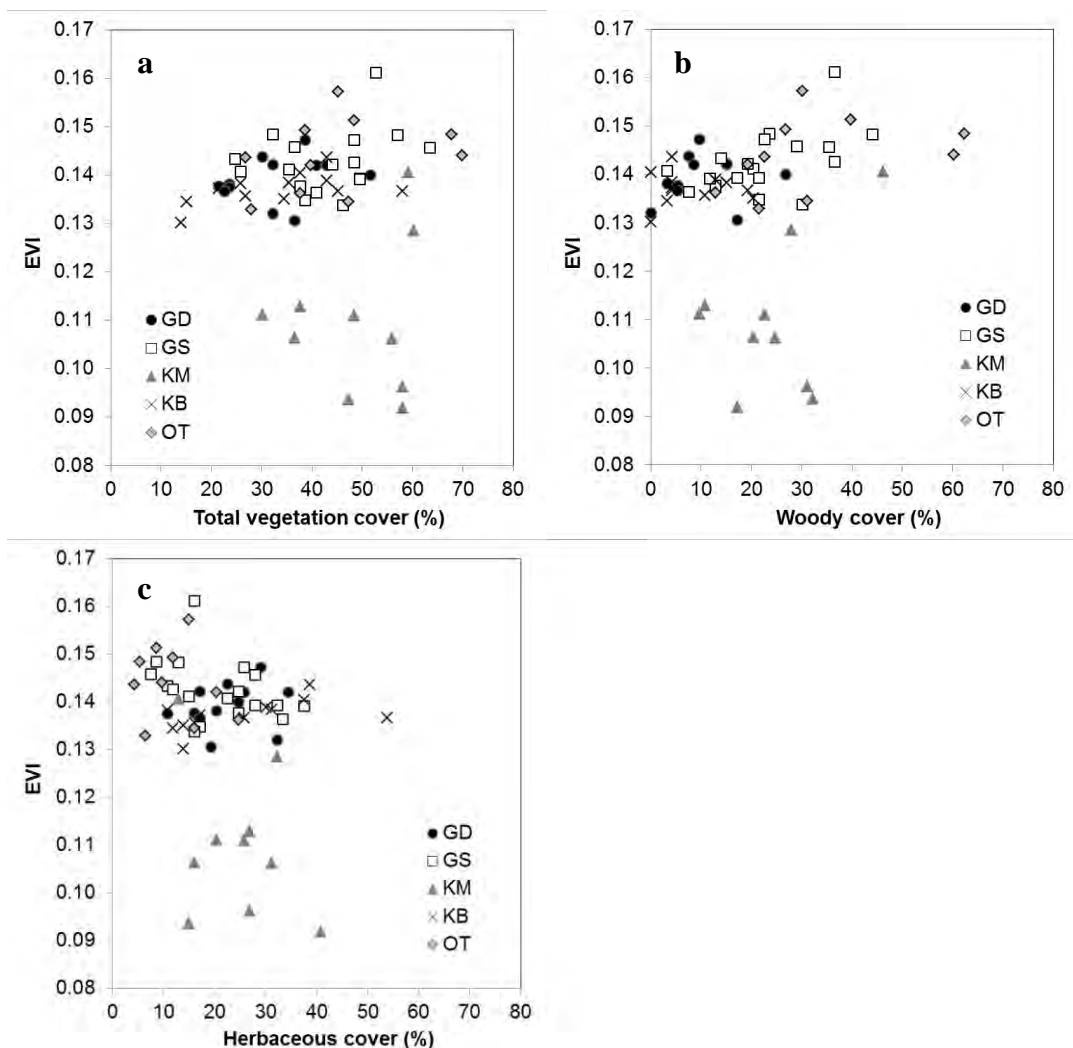 a
EVI
0.17
0.16
0.15
0.14
0.13
0.12
0.11
0.10
0.09
0.08
GD
GS
KM
KB
OT
0 10 20 30 40 50 60 70 80
Total vegetation cover (%)
b
EVI
0.17
0.16
0.15
0.14
0.13
0.12
0.11
0.10
0.09
0.08
GD
GS
KM
KB
OT
0 10 20 30 40 50 60 70 80
Woody cover (%)
c
EVI
0.17
0.16
0.15
0.14
0.13
0.12
0.11
0.10
0.09
0.08
GD
GS
KM
KB
OT
0 10 20 30 40 50 60 70 80
Herbaceous cover (%)